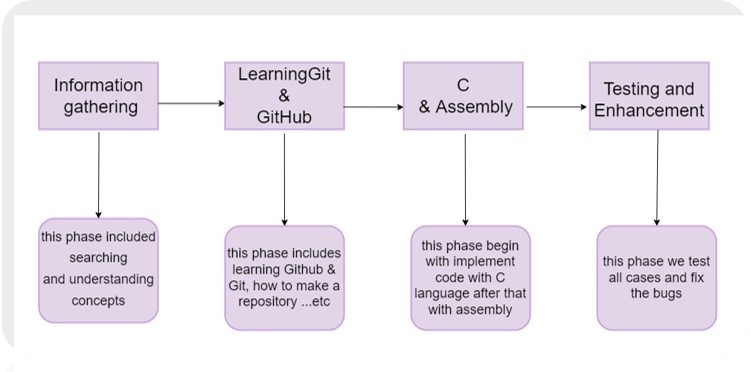 Information
gathering
LearningGit
&
GitHub
C
& Assembly
Testing and
Enhancement
this phase included
searching
and understanding
concepts
this phase includes
learning Github &
Git, how to make a
repository ...etc
this phase begin
with implement
code with C
language after that
with assembly
this phase we test
all cases and fix
the bugs